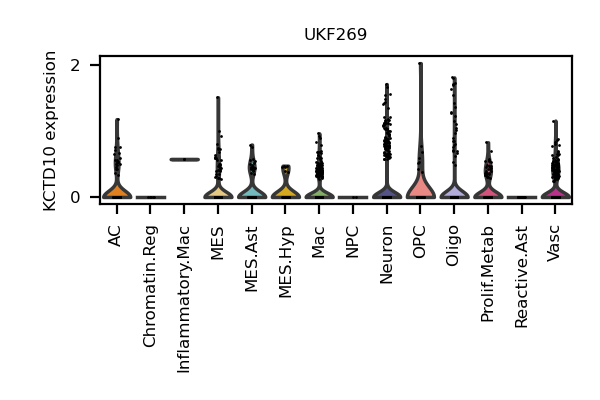 UKF269
KCTD10 expression
2
0
AC
Chromatin.Reg
Inflammatory.Mac
MES
MES.Ast
MES.Hyp
Mac
NPC
Neuron
OPC
Oligo
Prolif.Metab
Reactive.Ast
Vasc